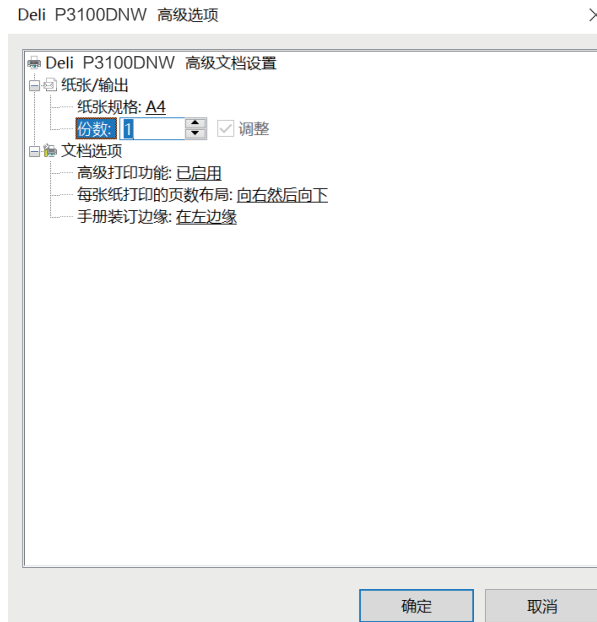 Deli P3100DNW 高级选项
Deli P3100DNW 高级文档设置
纸张/输出
纸张规格: A4
份数: 1 调整
文档选项
高级打印功能: 已启用
每张纸打印的页数布局: 向右然后向下
手册装订边缘: 在左边缘
确定 取消